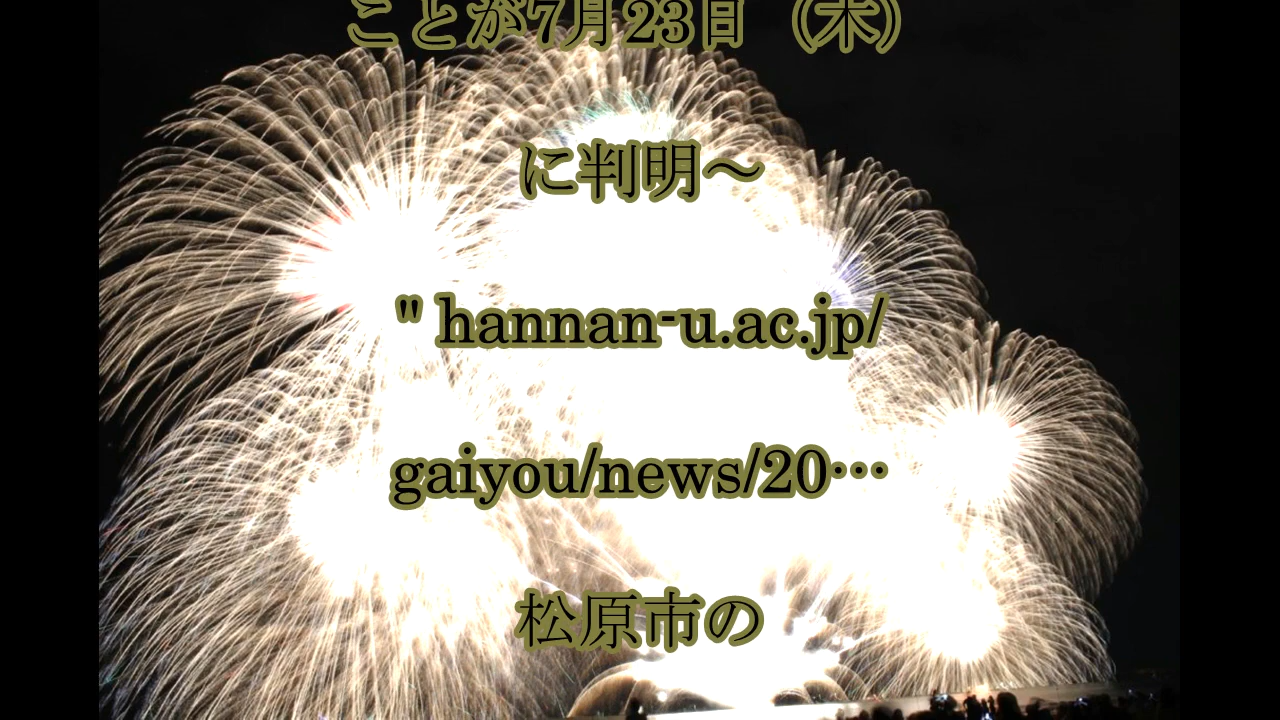 ことが7月23日（木）
に判明～
" hannan-u.ac.jp/
gaiyou/news/20…
松原市の